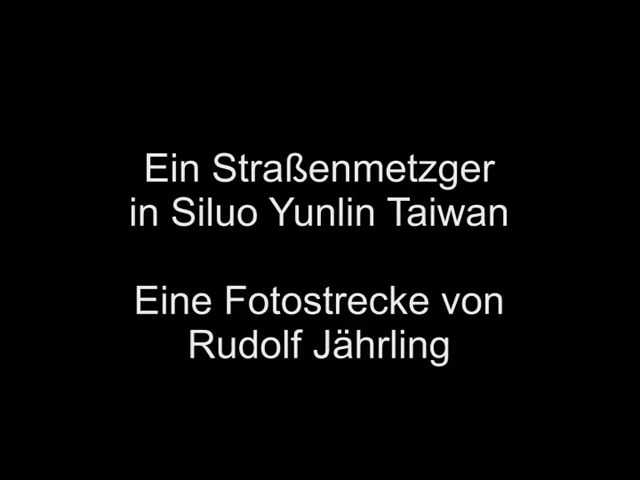 Ein Straßenmetzger
in Siluo Yunlin Taiwan
Eine Fotostrecke von
Rudolf Jährling